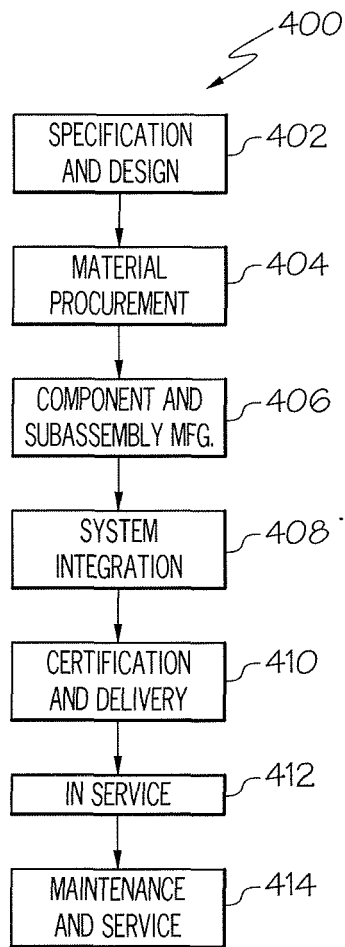 400
SPECIFICATION
AND DESIGN
402
MATERIAL
PROCUREMENT
404
COMPONENT AND
SUBASSEMBLY MFG.
406
SYSTEM
INTEGRATION
408
CERTIFICATION
AND DELIVERY
410
IN SERVICE
412
MAINTENANCE
AND SERVICE
414